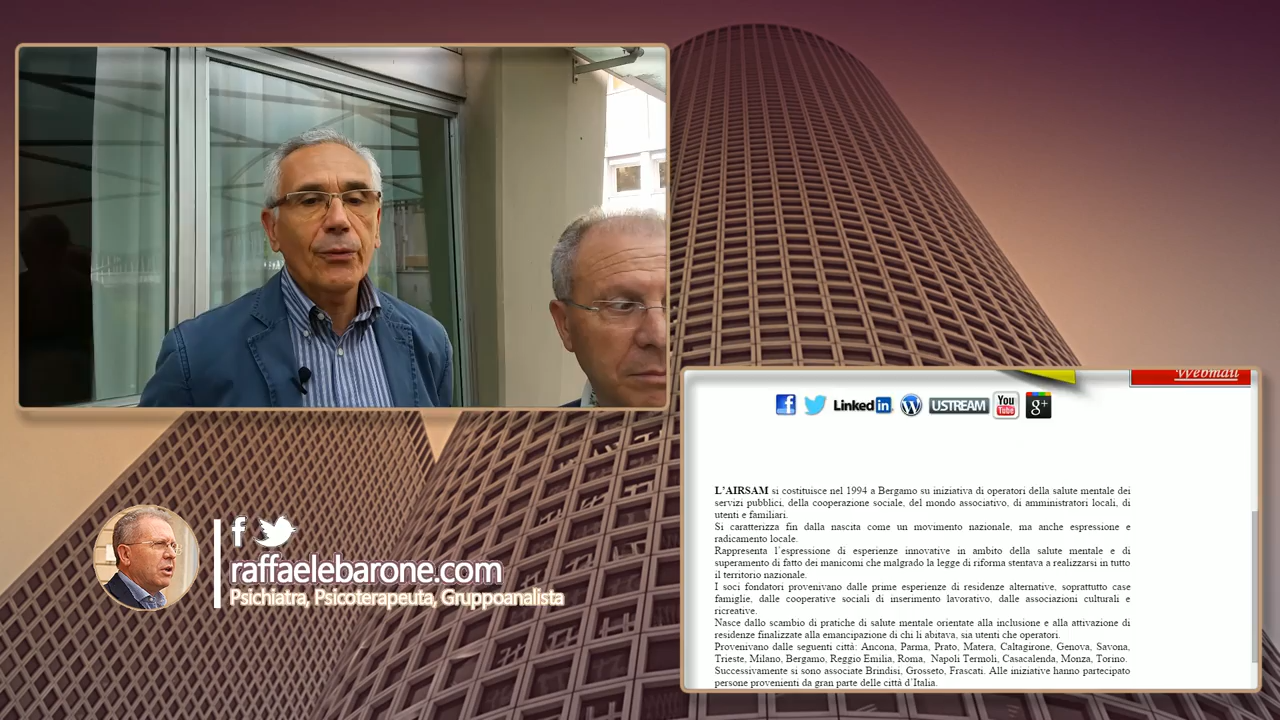 Webmail
f
Linked in
W
USTREAM
You
Tube
g+
L'AIRSAM si costituisce nel 1994 a Bergamo su iniziativa di operatori della salute mentale dei
servizi pubblici, della cooperazione sociale, del mondo associativo, di amministratori locali, di
utenti e familiari.
Si caratterizza fin dalla nascita come un movimento nazionale, ma anche espressione e
radicamento locale.
Rappresenta l'espressione di esperienze innovative in ambito della salute mentale e di
superamento di fatto dei manicomi che malgrado la legge di riforma stentava a realizzarsi in tutto
il territorio nazionale.
I soci fondatori provenivano dalle prime esperienze di residenze alternative, soprattutto case
famiglie, dalle cooperative sociali di inserimento lavorativo, dalle associazioni culturali e
ricreative.
Nasce dallo scambio di pratiche di salute mentale orientate alla inclusione e alla attivazione di
residenze finalizzate alla emancipazione di chi li abitava, sia utenti che operatori.
Provenivano dalle seguenti città: Ancona, Parma, Prato, Matera, Caltagirone, Genova, Savona,
Trieste, Milano, Bergamo, Reggio Emilia, Roma, Napoli Termoli, Casacalenda, Monza, Torino.
Successivamente si sono associate Brindisi, Grosseto, Frascati. Alle iniziative hanno partecipato
persone provenienti da gran parte delle città d'Italia.
f
raffaelebarone.com
Psichiatra, Psicoterapeuta, Gruppoanalista